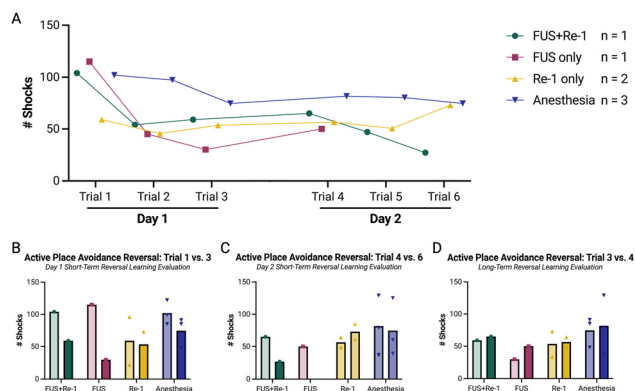 A
150
100
50
0
# Shocks
Trial 1 Trial 2 Trial 3 Trial 4 Trial 5 Trial 6
Day 1 Day 2
FUS+Re-1 n = 1
FUS only n = 1
Re-1 only n = 2
Anesthesia n = 3
B
Active Place Avoidance Reversal: Trial 1 vs. 3
Day 1 Short-Term Reversal Learning Evaluation
150
100
50
0
# Shocks
FUS+Re-1 FUS Re-1 Anesthesia
C
Active Place Avoidance Reversal: Trial 4 vs. 6
Day 2 Short-Term Reversal Learning Evaluation
150
100
50
0
# Shocks
FUS+Re-1 FUS Re-1 Anesthesia
D
Active Place Avoidance Reversal: Trial 3 vs. 4
Long-Term Reversal Learning Evaluation
150
100
50
0
# Shocks
FUS+Re-1 FUS Re-1 Anesthesia